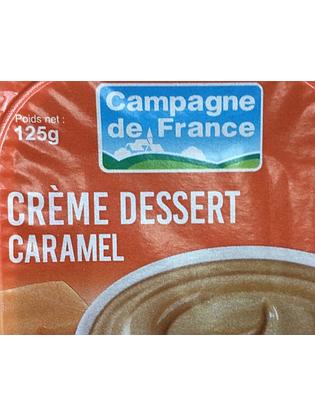 Campagne
de France
Poids net :
125g
CRÈME DESSERT
CARAMEL